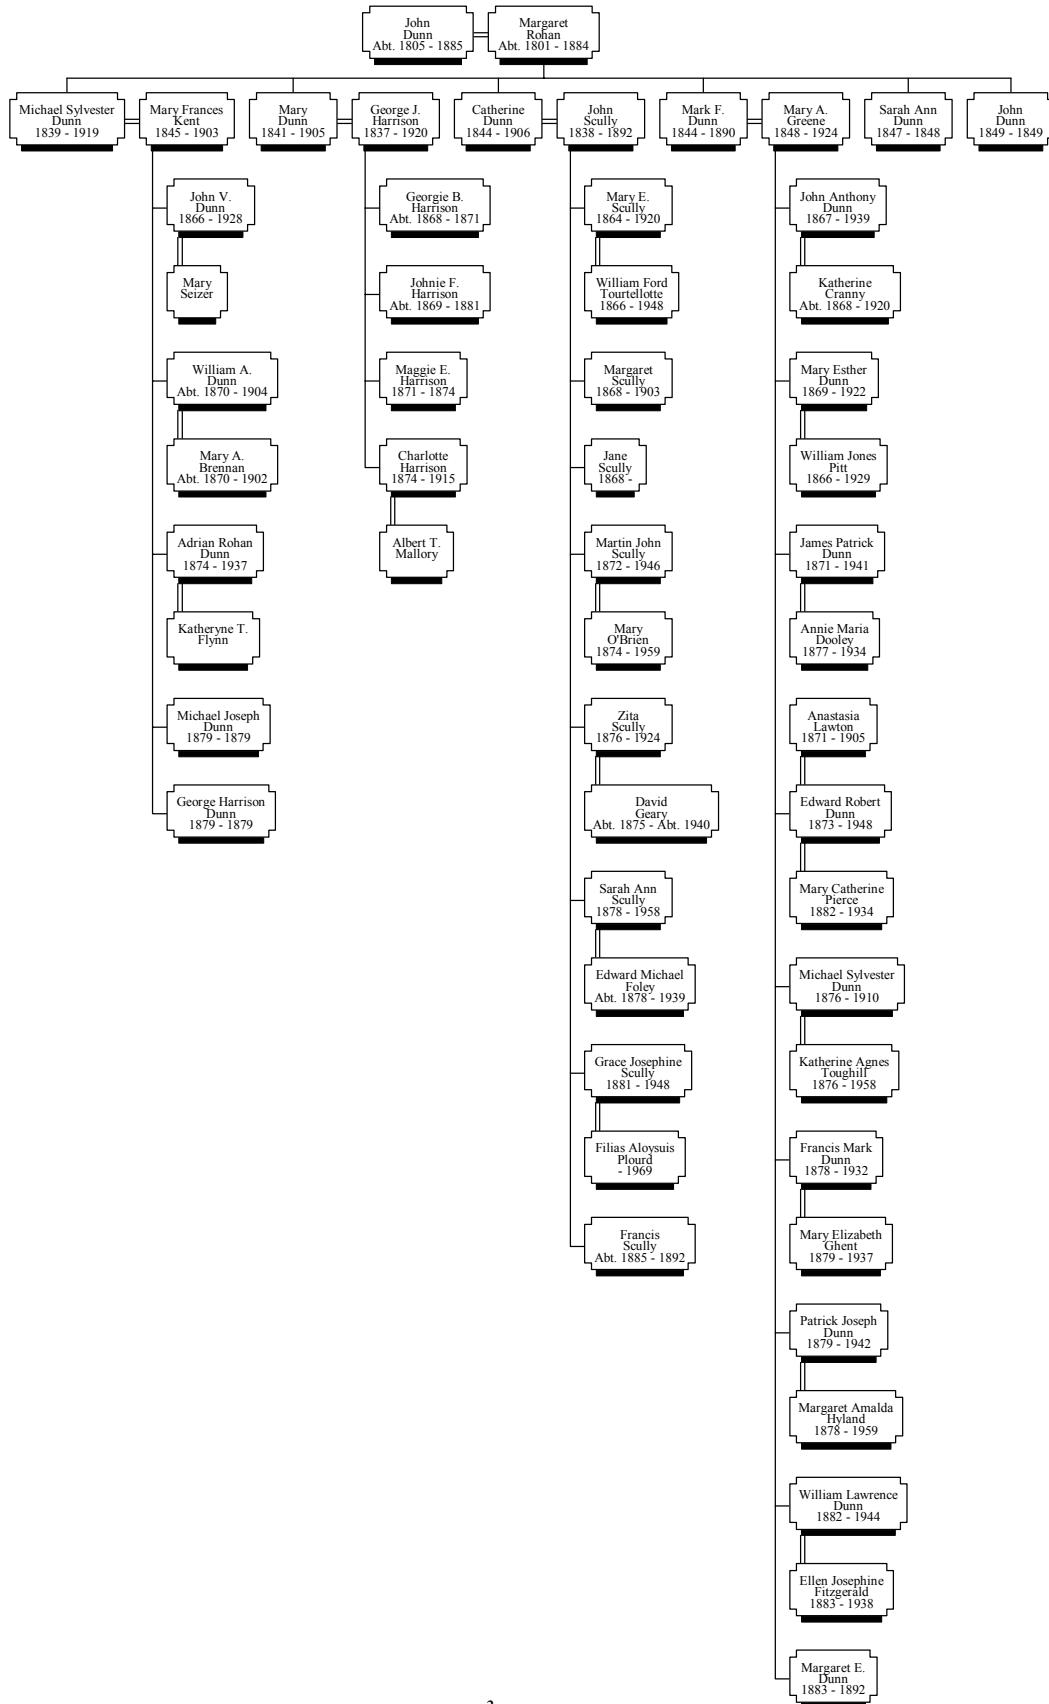 John
Dunn
Abt. 1805 - 1885
Margaret
Rohan
Abt. 1801 - 1884
Michael Sylvester
Dunn
1839 - 1919
Mary Frances
Kent
1845 - 1903
Mary
Dunn
1841 - 1905
George J.
Harrison
1837 - 1920
Catherine
Dunn
1844 - 1906
John
Scully
1838 - 1892
Mark F.
Dunn
1844 - 1890
Mary A.
Greene
1848 - 1924
Sarah Ann
Dunn
1847 - 1848
John
Dunn
1849 - 1849
John V.
Dunn
1866 - 1928
Mary
Seizer
William A.
Dunn
Abt. 1870 - 1904
Mary A.
Brennan
Abt. 1870 - 1902
Adrian Rohan
Dunn
1874 - 1937
Katheryne T.
Flynn
Michael Joseph
Dunn
1879 - 1879
George Harrison
Dunn
1879 - 1879
Georgie B.
Harrison
Abt. 1868 - 1871
Johnie F.
Harrison
Abt. 1869 - 1881
Maggie E.
Harrison
1871 - 1874
Charlotte
Harrison
1874 - 1915
Albert T.
Mallory
Mary E.
Scully
1864 - 1920
William Ford
Tourtellotte
1866 - 1948
Margaret
Scully
1868 - 1903
Jane
Scully
1868 -
Martin John
Scully
1872 - 1946
Mary
O'Brien
1874 - 1959
Zita
Scully
1876 - 1924
David
Geary
Abt. 1875 - Abt. 1940
Sarah Ann
Scully
1878 - 1958
Edward Michael
Foley
Abt. 1878 - 1939
Grace Josephine
Scully
1881 - 1948
Filias Aloysuis
Plourd
- 1969
Francis
Scully
Abt. 1885 - 1892
John Anthony
Dunn
1867 - 1939
Katherine
Cranny
Abt. 1868 - 1920
Mary Esther
Dunn
1869 - 1922
William Jones
Pitt
1866 - 1929
James Patrick
Dunn
1871 - 1941
Annie Maria
Dooley
1877 - 1934
Anastasia
Lawton
1871 - 1905
Edward Robert
Dunn
1873 - 1948
Mary Catherine
Pierce
1882 - 1934
Michael Sylvester
Dunn
1876 - 1910
Katherine Agnes
Toughill
1876 - 1958
Francis Mark
Dunn
1878 - 1932
Mary Elizabeth
Ghent
1879 - 1937
Patrick Joseph
Dunn
1879 - 1942
Margaret Amalda
Hyland
1878 - 1959
William Lawrence
Dunn
1882 - 1944
Ellen Josephine
Fitzgerald
1883 - 1938
Margaret E.
Dunn
1883 - 1892